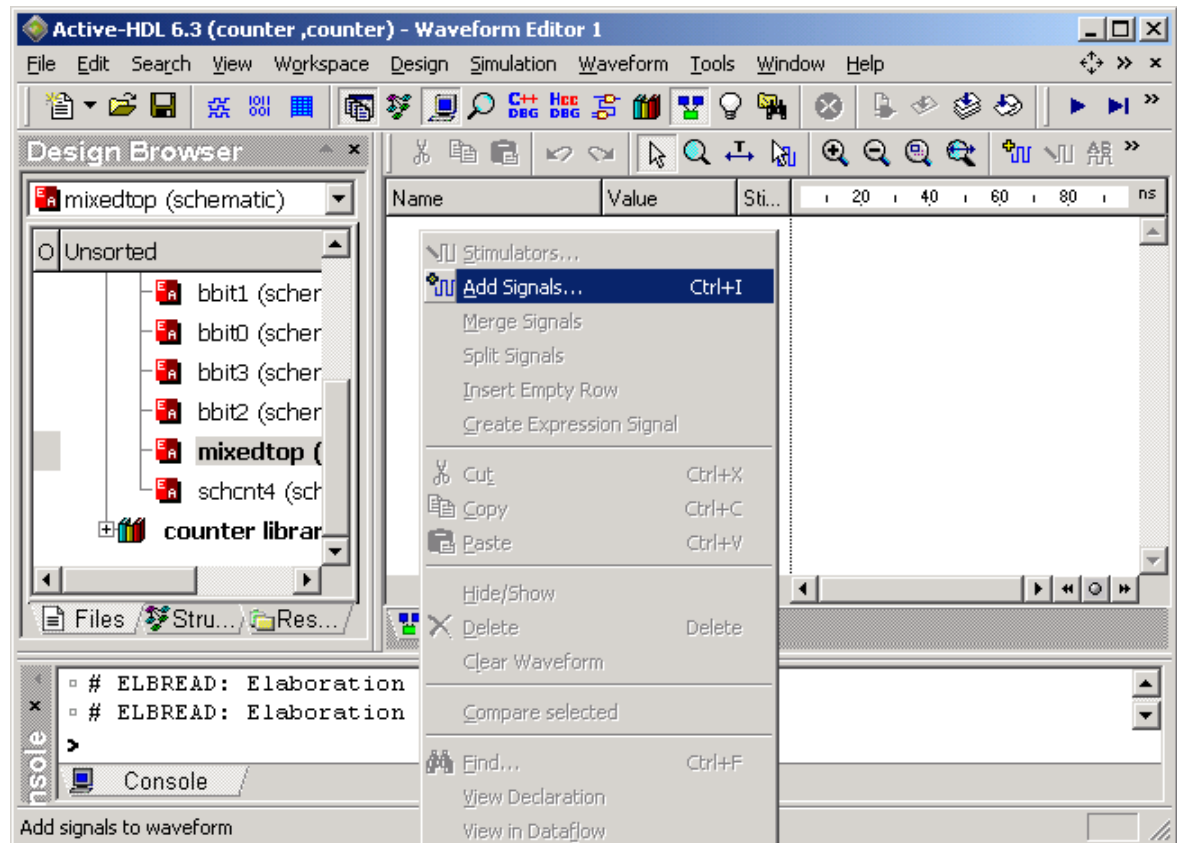 Active-HDL 6.3 (counter ,counter) - Waveform Editor 1
File Edit Search View Workspace Design Simulation Waveform Tools Window Help
C++ DBG HEC DBG
Design Browser
mixedtop (schematic)
Name Value Sti... 20 40 60 80 ns
O Unsorted
bbit1 (scher
bbit0 (scher
bbit3 (scher
bbit2 (scher
mixedtop (
schcnt4 (sch
counter librar
Files Stru... Res...
Stimulators...
Add Signals... Ctrl+I
Merge Signals
Split Signals
Insert Empty Row
Create Expression Signal
Cut Ctrl+X
Copy Ctrl+C
Paste Ctrl+V
Hide/Show
Delete Delete
Clear Waveform
Compare selected
Find... Ctrl+F
View Declaration
View in Dataflow
# ELBREAD: Elaboration
# ELBREAD: Elaboration
>
nsole
Console
Add signals to waveform